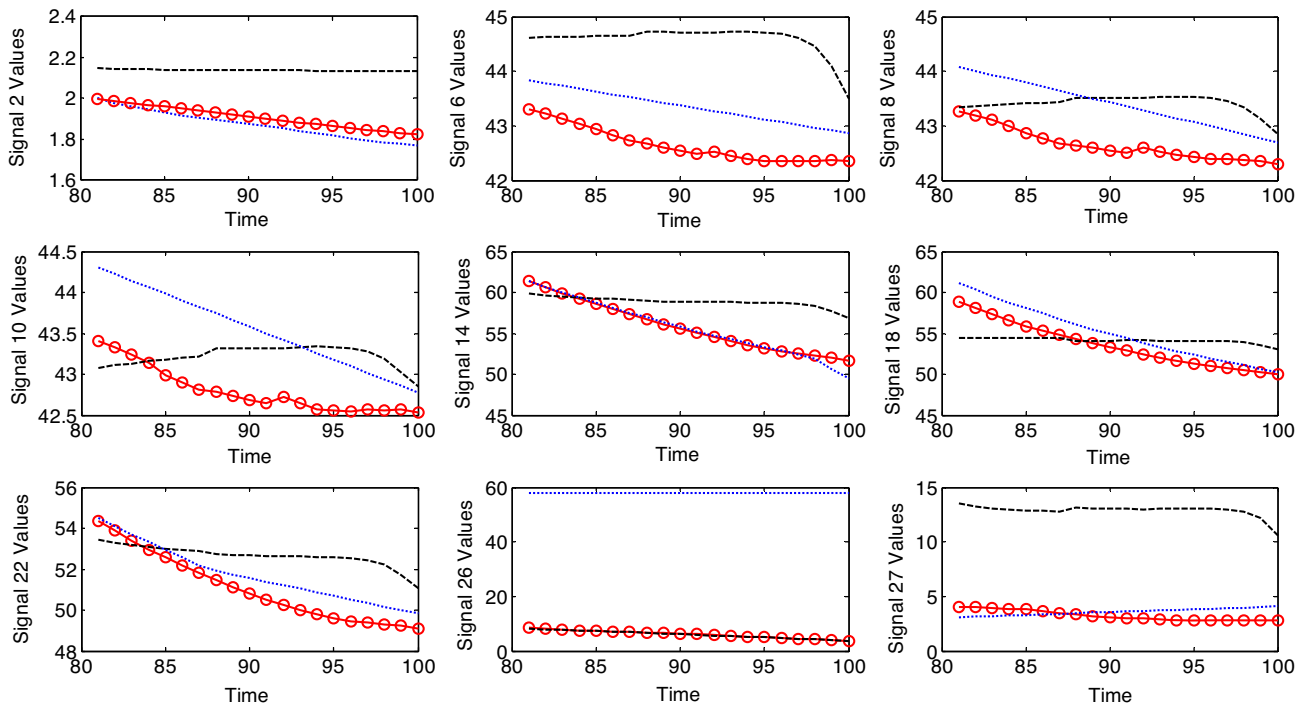 2.4
2.2
2
1.8
1.6
Signal 2 Values
80 85 90 95 100
Time
45
44
43
42
Signal 6 Values
80 85 90 95 100
Time
45
44
43
42
Signal 8 Values
80 85 90 95 100
Time
44.5
44
43.5
43
42.5
Signal 10 Values
80 85 90 95 100
Time
65
60
55
50
45
Signal 14 Values
80 85 90 95 100
Time
65
60
55
50
45
Signal 18 Values
80 85 90 95 100
Time
56
54
52
50
48
Signal 22 Values
80 85 90 95 100
Time
60
40
20
0
Signal 26 Values
80 85 90 95 100
Time
15
10
5
0
Signal 27 Values
80 85 90 95 100
Time